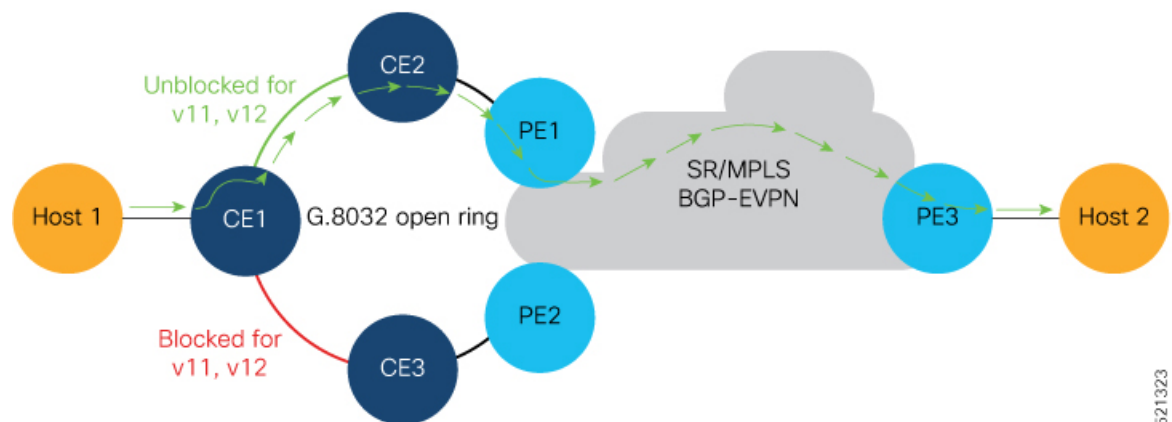 CE2
Unblocked for
v11, v12
PE1
SR/MPLS
BGP-EVPN
Host 1
CE1
G.8032 open ring
PE3
Host 2
PE2
Blocked for
v11, v12
CE3
521323